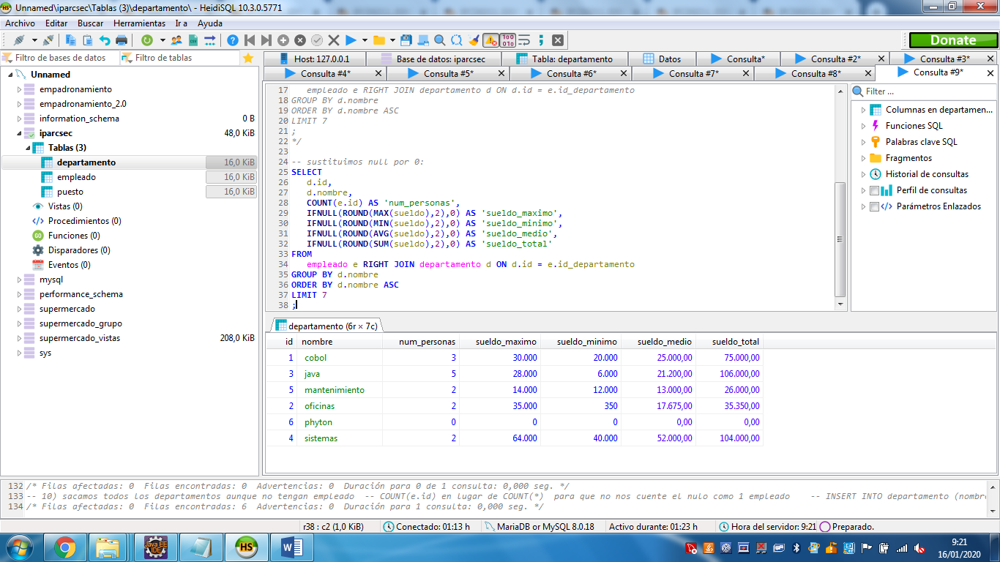 Unnamed\iparcsec\Tablas (3)\departamento\ - HeidiSQL 10.3.0.5771
Archivo Editar Buscar Herramientas Ir a Ayuda
Donate
Filtro de bases de datos
Filtro de tablas
Unnamed
empadronamiento
empadronamiento_2.0
information_schema 0 B
iparcsec 48,0 KiB
Tablas (3)
departamento 16,0 KiB
empleado 16,0 KiB
puesto 16,0 KiB
Vistas (0)
Procedimientos (0)
Funciones (0)
Disparadores (0)
Eventos (0)
mysql
performance_schema
supermercado
supermercado_grupo
supermercado_vistas 208,0 KiB
sys
Host: 127.0.0.1 Base de datos: iparcsec Tabla: departamento Datos Consulta* Consulta #2* Consulta #3*
Consulta #4* Consulta #5* Consulta #6* Consulta #7* Consulta #8* Consulta #9*
17 empleado e RIGHT JOIN departamento d ON d.id = e.id_departamento
18 GROUP BY d.nombre
19 ORDER BY d.nombre ASC
20 LIMIT 7
21 ;
22 */
23
24 -- sustituimos null por 0:
25 SELECT
26 d.id,
27 d.nombre,
28 COUNT(e.id) AS 'num_personas',
29 IFNULL(ROUND(MAX(sueldo),2),0) AS 'sueldo_maximo',
30 IFNULL(ROUND(MIN(sueldo),2),0) AS 'sueldo_minimo',
31 IFNULL(ROUND(AVG(sueldo),2),0) AS 'sueldo_medio',
32 IFNULL(ROUND(SUM(sueldo),2),0) AS 'sueldo_total'
33 FROM
34 empleado e RIGHT JOIN departamento d ON d.id = e.id_departamento
35 GROUP BY d.nombre
36 ORDER BY d.nombre ASC
37 LIMIT 7
38 ;
Filter ...
Columnas en departamen...
Funciones SQL
Palabras clave SQL
Fragmentos
Historial de consultas
Perfil de consultas
Parámetros Enlazados
departamento (6r × 7c)
id nombre num_personas sueldo_maximo sueldo_minimo sueldo_medio sueldo_total
1 cobol 3 30.000 20.000 25.000,00 75.000,00
3 java 5 28.000 6.000 21.200,00 106.000,00
5 mantenimiento 2 14.000 12.000 13.000,00 26.000,00
2 oficinas 2 35.000 350 17.675,00 35.350,00
6 phyton 0 0 0 0,00 0,00
4 sistemas 2 64.000 40.000 52.000,00 104.000,00
132 /* Filas afectadas: 0 Filas encontradas: 0 Advertencias: 0 Duración para 0 de 1 consulta: 0,000 seg. */
133 -- 10) sacamos todos los departamentos aunque no tengan empleado -- COUNT(e.id) en lugar de COUNT(*) para que no nos cuente el nulo como 1 empleado -- INSERT INTO departamento (nombr
134 /* Filas afectadas: 0 Filas encontradas: 6 Advertencias: 0 Duración para 1 consulta: 0,000 seg. */
r38 : c2 (1,0 KiB) Conectado: 01:13 h MariaDB or MySQL 8.0.18 Activo durante: 01:23 h Hora del servidor: 9:21 Preparado.
Java EE
IDE
HS
9:21
16/01/2020